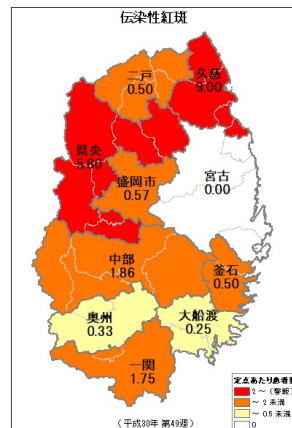 伝染性紅斑
二戸
0.50
久慈
9.00
県央
5.80
盛岡市
0.57
宮古
0.00
中部
1.86
釜石
0.50
奥州
0.33
大船渡
0.25
一関
1.75
定点あたり患者
2 ～ (警報)
～ 2 未満
～ 0.5 未満
0
(平成30年 第49週)